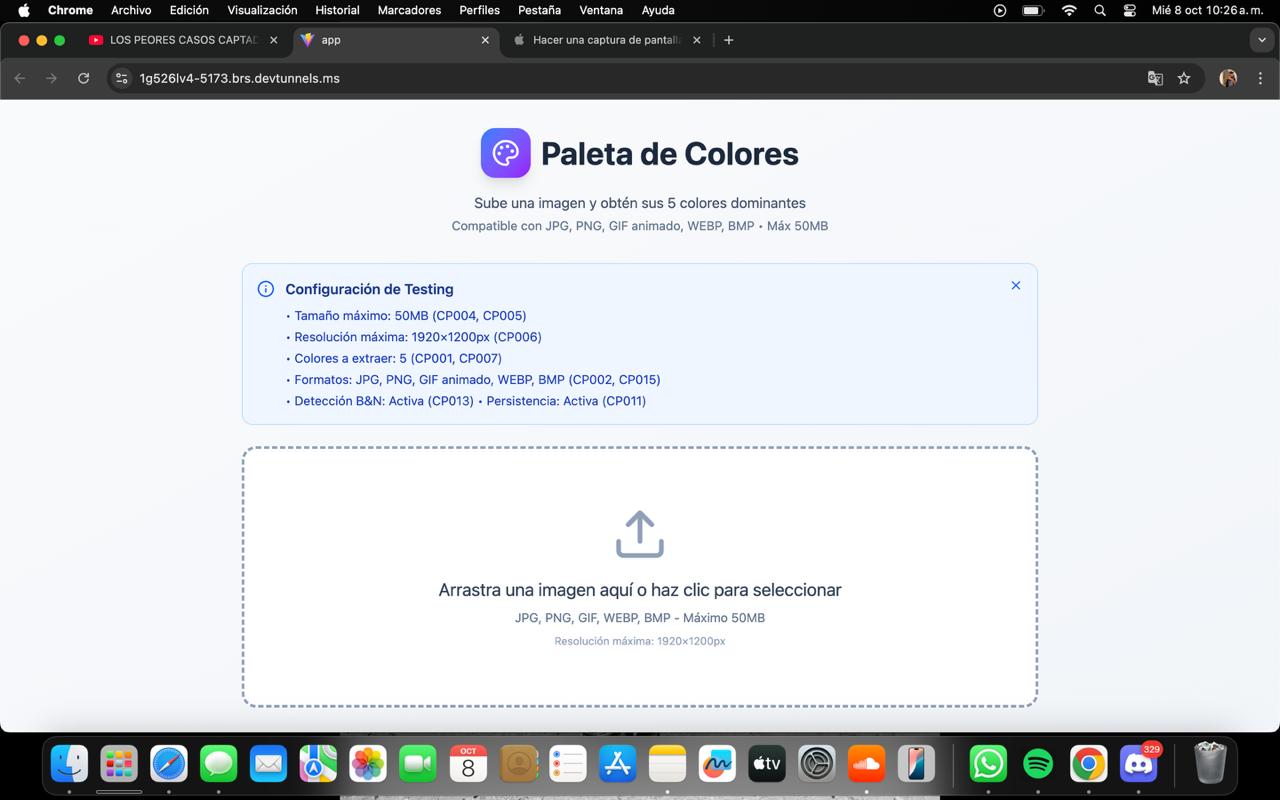 Chrome Archivo Edición Visualización Historial Marcadores Perfiles Pestaña Ventana Ayuda Mié 8 oct 10:26 a.m.
LOS PEORES CASOS CAPTAD app Hacer una captura de pantall
1g526lv4-5173.brs.devtunnels.ms
Paleta de Colores
Sube una imagen y obtén sus 5 colores dominantes
Compatible con JPG, PNG, GIF animado, WEBP, BMP • Máx 50MB
Configuración de Testing
• Tamaño máximo: 50MB (CP004, CP005)
• Resolución máxima: 1920×1200px (CP006)
• Colores a extraer: 5 (CP001, CP007)
• Formatos: JPG, PNG, GIF animado, WEBP, BMP (CP002, CP015)
• Detección B&N: Activa (CP013) • Persistencia: Activa (CP011)
Arrastra una imagen aquí o haz clic para seleccionar
JPG, PNG, GIF, WEBP, BMP - Máximo 50MB
Resolución máxima: 1920×1200px
OCT
8
tv
329